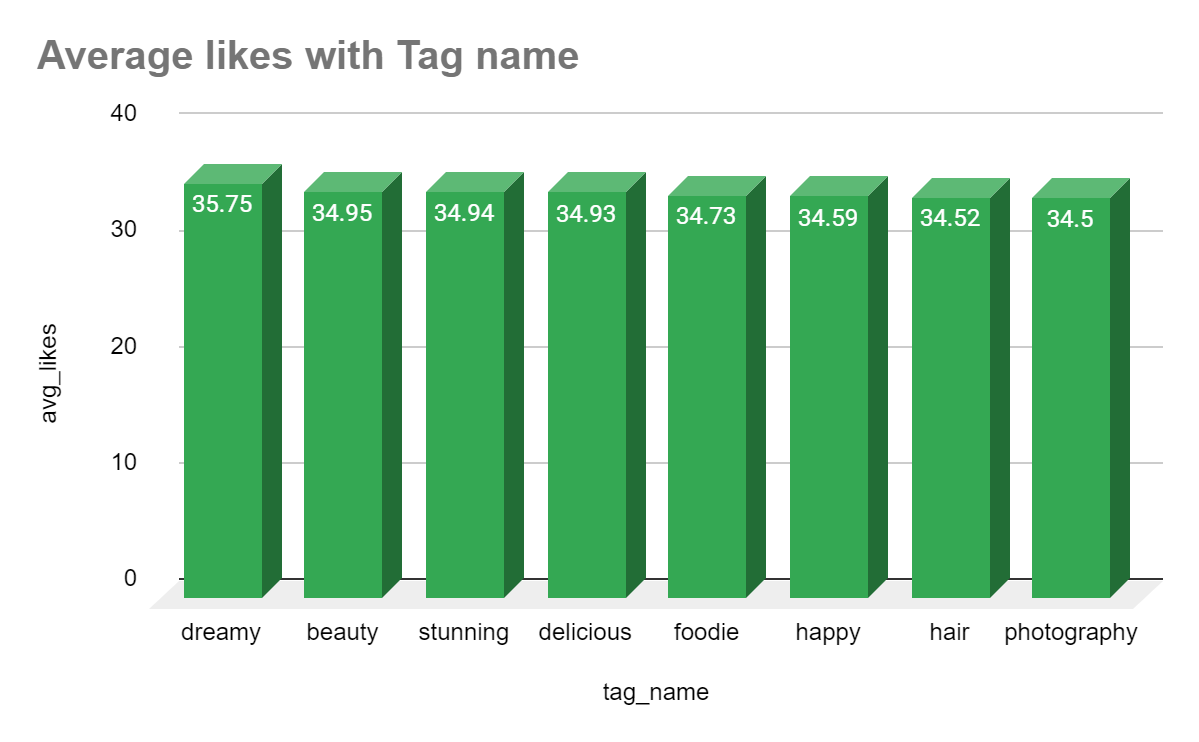 Average likes with Tag name
40
30
20
10
0
avg_likes
35.75 34.95 34.94 34.93 34.73 34.59 34.52 34.5
dreamy beauty stunning delicious foodie happy hair photography
tag_name